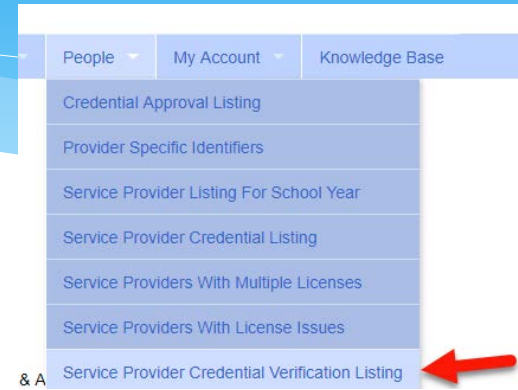 People My Account Knowledge Base
Credential Approval Listing
Provider Specific Identifiers
Service Provider Listing For School Year
Service Provider Credential Listing
Service Providers With Multiple Licenses
Service Providers With License Issues
& A Service Provider Credential Verification Listing